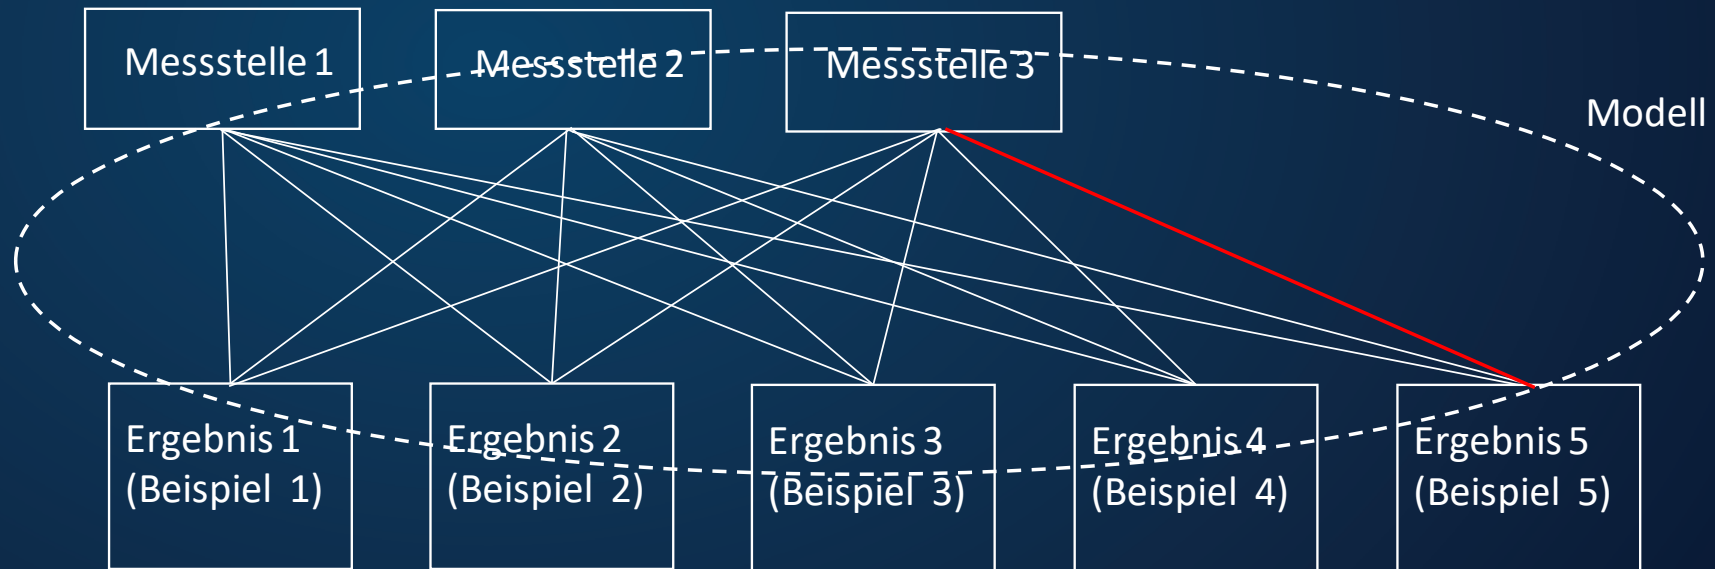 Messstelle 1
Messstelle 2
Messstelle 3
Modell
Ergebnis 1
(Beispiel 1)
Ergebnis 2
(Beispiel 2)
Ergebnis 3
(Beispiel 3)
Ergebnis 4
(Beispiel 4)
Ergebnis 5
(Beispiel 5)